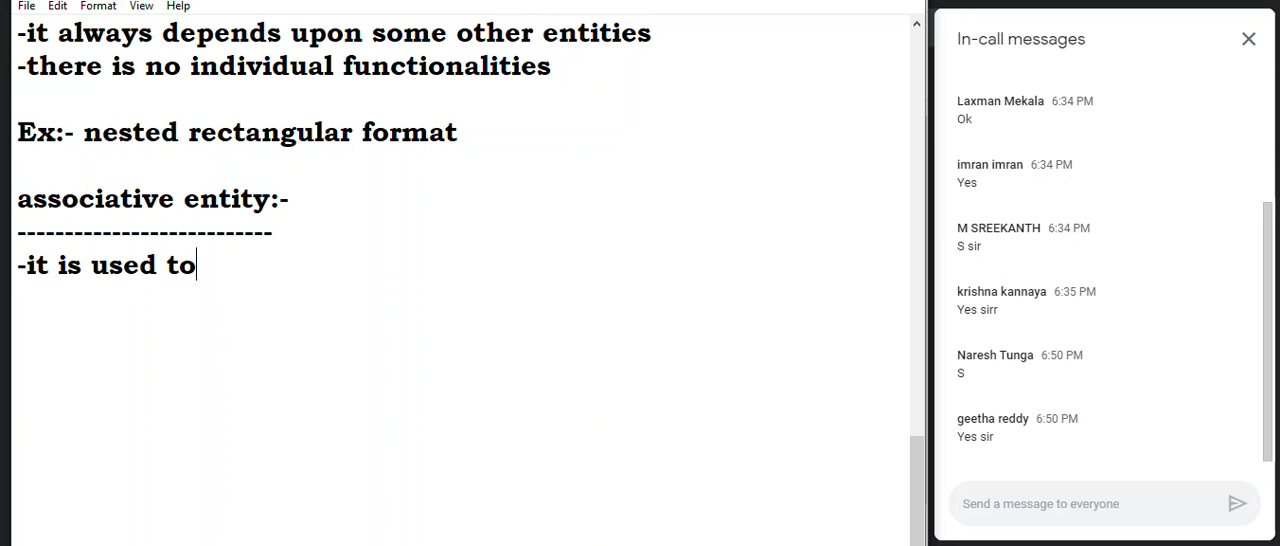 File Edit Format View Help
-it always depends upon some other entities
-there is no individual functionalities
Ex:- nested rectangular format
associative entity:-
---------------------------
-it is used to
In-call messages
Laxman Mekala 6:34 PM
Ok
imran imran 6:34 PM
Yes
M SREEKANTH 6:34 PM
S sir
krishna kannaya 6:35 PM
Yes sirr
Naresh Tunga 6:50 PM
S
geetha reddy 6:50 PM
Yes sir
Send a message to everyone